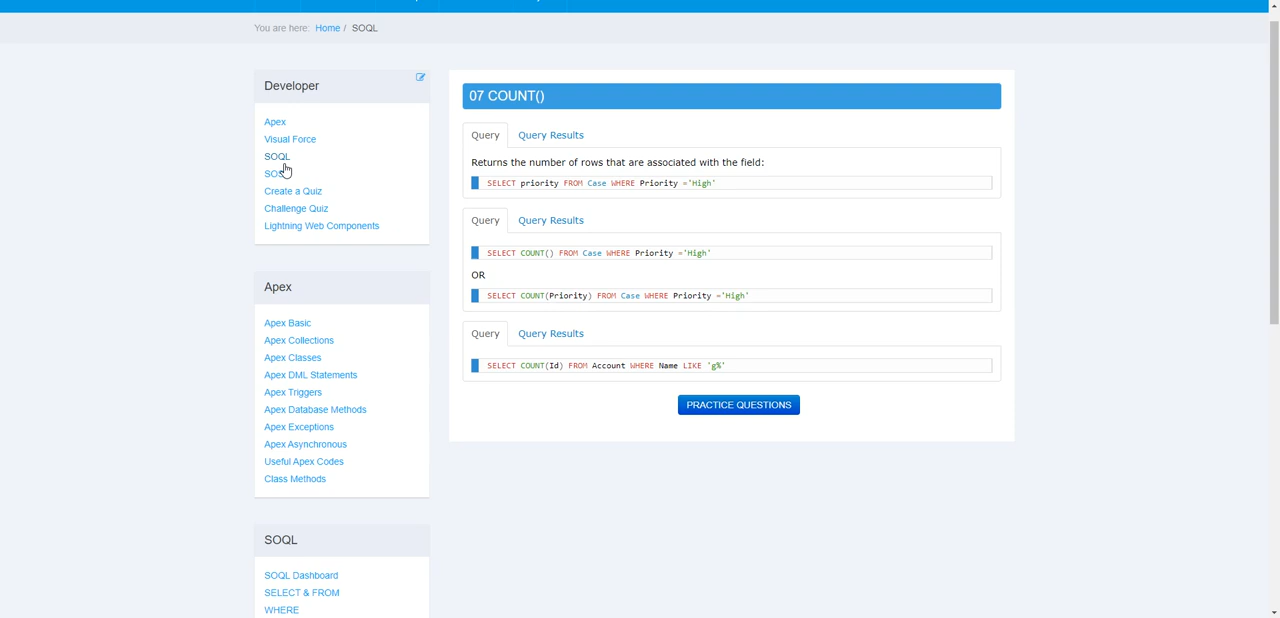 You are here: Home / SOQL
Developer
Apex
Visual Force
SOQL
Create a Quiz
Challenge Quiz
Lightning Web Components
Apex
Apex Basic
Apex Collections
Apex Classes
Apex DML Statements
Apex Triggers
Apex Database Methods
Apex Exceptions
Apex Asynchronous
Useful Apex Codes
Class Methods
SOQL
SOQL Dashboard
SELECT & FROM
WHERE
07 COUNT()
Query Query Results
Returns the number of rows that are associated with the field:
SELECT priority FROM Case WHERE Priority ='High'
Query Query Results
SELECT COUNT() FROM Case WHERE Priority ='High'
OR
SELECT COUNT(Priority) FROM Case WHERE Priority ='High'
Query Query Results
SELECT COUNT(Id) FROM Account WHERE Name LIKE 'g%'
PRACTICE QUESTIONS